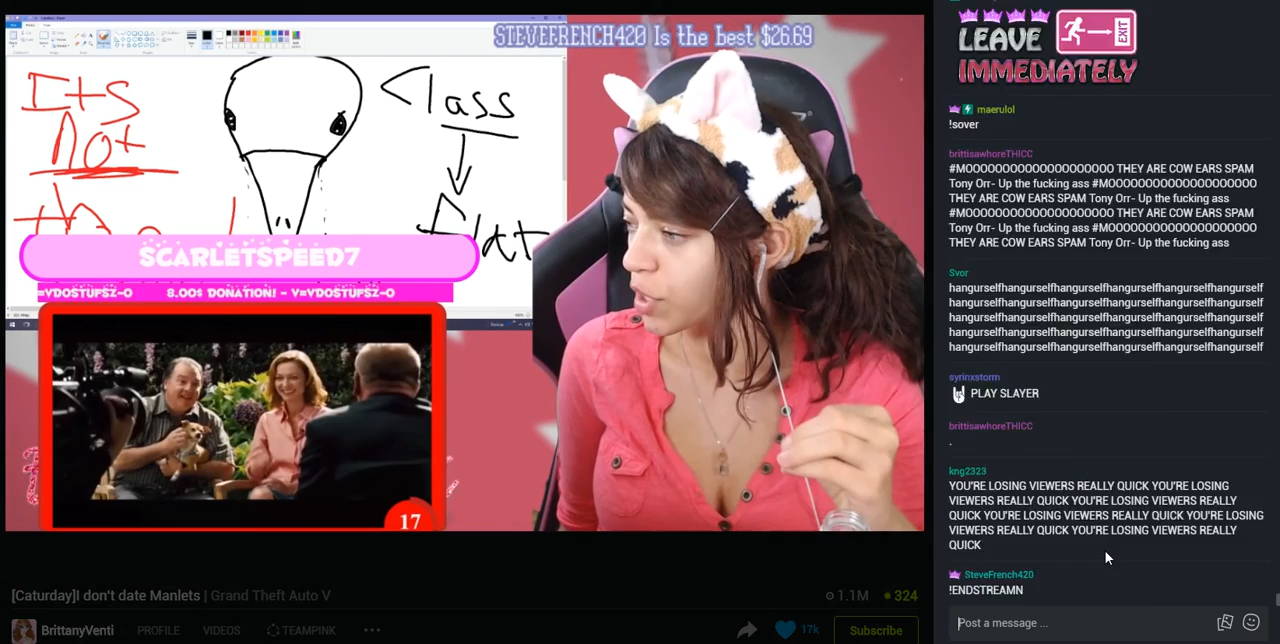 STEVEFRENCH420 Is the best $26.69
Its
not
Class
SCARLETSPEED7
=YDOSTUFSZ-O 8.00$ DONATION! - V=YDOSTUFSZ-O
17
[Caturday]I don't date Manlets | Grand Theft Auto V
1.1M
324
BrittanyVenti
PROFILE
VIDEOS
TEAMPINK
17k
Subscribe
LEAVE
EXIT
IMMEDIATELY
maerulol
!sover
brittisawhoreTHICC
#MOOOOOOOOOOOOOOOOOOO THEY ARE COW EARS SPAM
Tony Orr- Up the fucking ass #MOOOOOOOOOOOOOOOOOOO
THEY ARE COW EARS SPAM Tony Orr- Up the fucking ass
#MOOOOOOOOOOOOOOOOOOO THEY ARE COW EARS SPAM
Tony Orr- Up the fucking ass #MOOOOOOOOOOOOOOOOOOO
THEY ARE COW EARS SPAM Tony Orr- Up the fucking ass
Svor
hangurselfhangurselfhangurselfhangurselfhangurselfhangurself
hangurselfhangurselfhangurselfhangurselfhangurselfhangurself
hangurselfhangurselfhangurselfhangurselfhangurselfhangurself
hangurselfhangurselfhangurselfhangurselfhangurselfhangurself
hangurselfhangurselfhangurselfhangurselfhangurselfhangurself
syrinxstorm
PLAY SLAYER
brittisawhoreTHICC
.
kng2323
YOU'RE LOSING VIEWERS REALLY QUICK YOU'RE LOSING
VIEWERS REALLY QUICK YOU'RE LOSING VIEWERS REALLY
QUICK YOU'RE LOSING VIEWERS REALLY QUICK YOU'RE LOSING
VIEWERS REALLY QUICK YOU'RE LOSING VIEWERS REALLY
QUICK
SteveFrench420
!ENDSTREAMN
Post a message ...